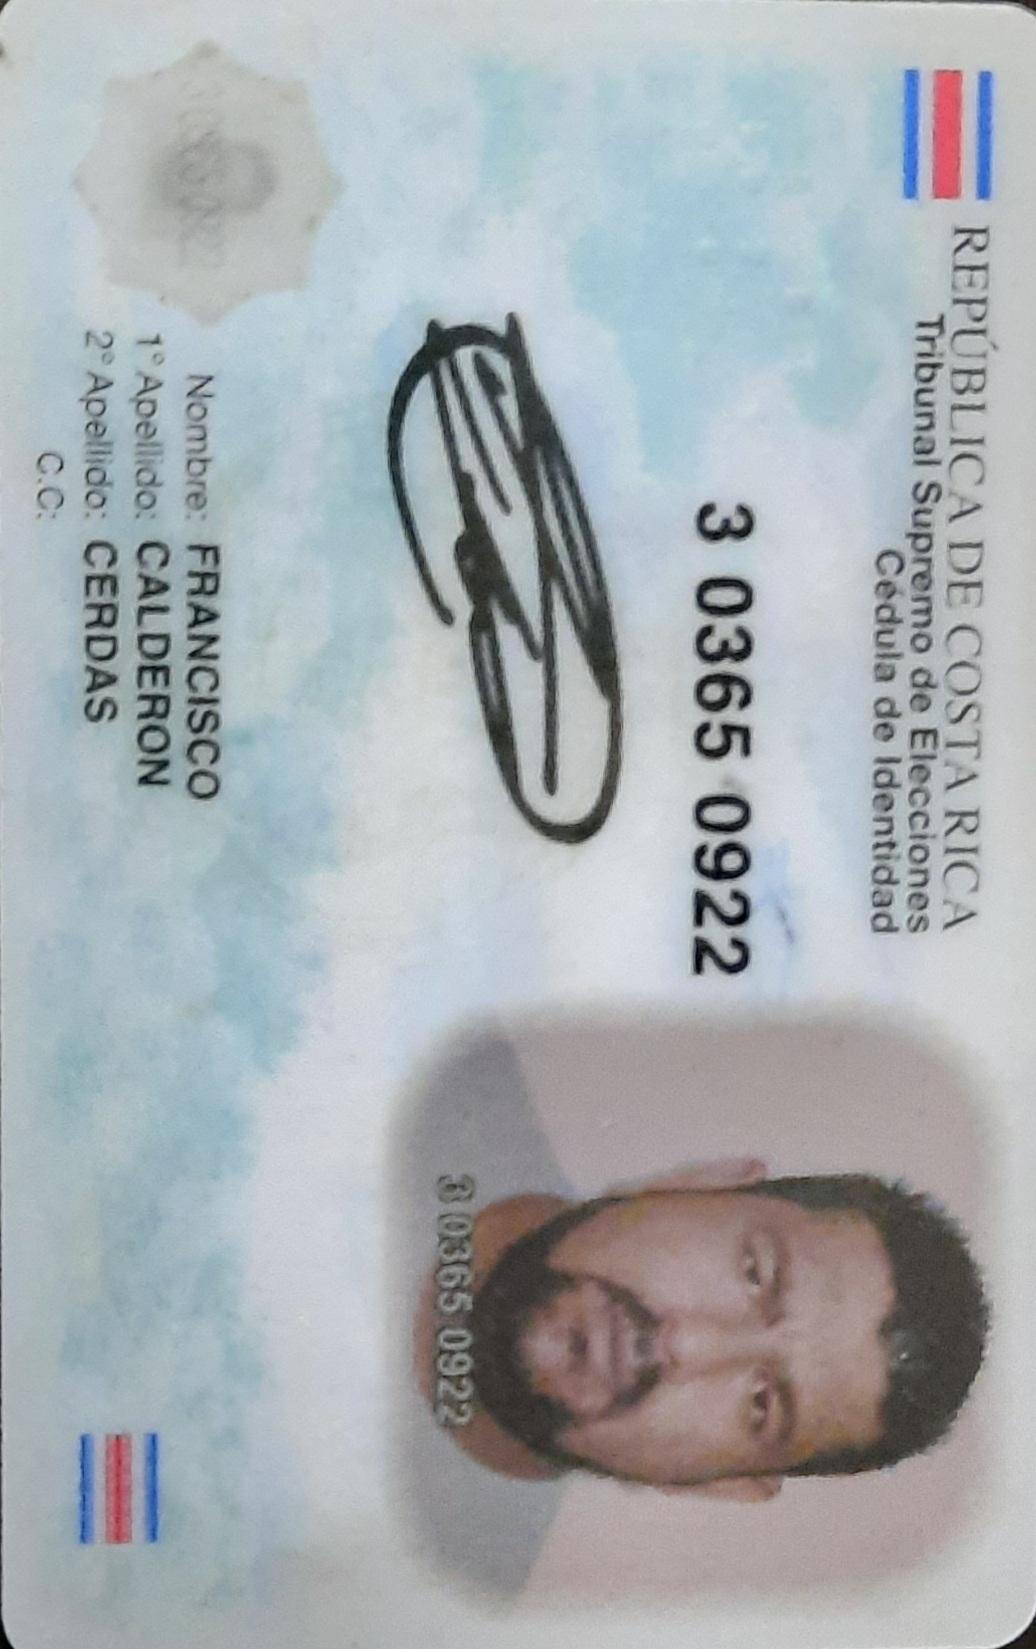 REPÚBLICA DE COSTA RICA
Tribunal Supremo de Elecciones
Cédula de Identidad
3 0365 0922
3 0365 0922
Nombre: FRANCISCO
1° Apellido: CALDERON
2° Apellido: CERDAS
C.C: